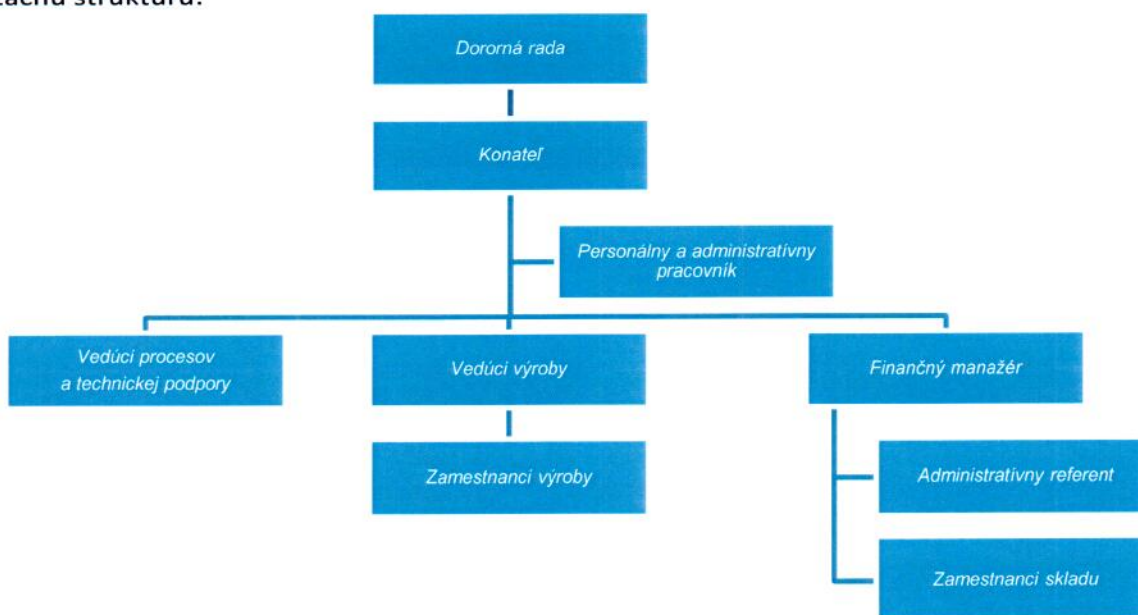 Dororná rada
Konateľ
Personálny a administratívny
pracovník
Vedúci procesov
a technickej podpory
Vedúci výroby
Finančný manažér
Zamestnanci výroby
Administratívny referent
Zamestnanci skladu